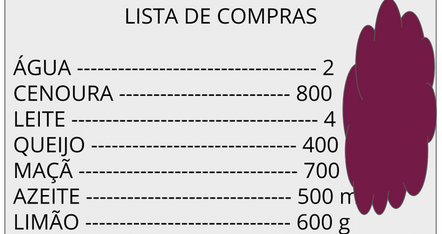 LISTA DE COMPRAS
ÁGUA ---------------------------------- 2
CENOURA ------------------------ 800
LEITE ----------------------------------- 4
QUEIJO ------------------------------ 400
MAÇÃ -------------------------------- 700
AZEITE ----------------------------- 500 m
LIMÃO ----------------------------- 600 g